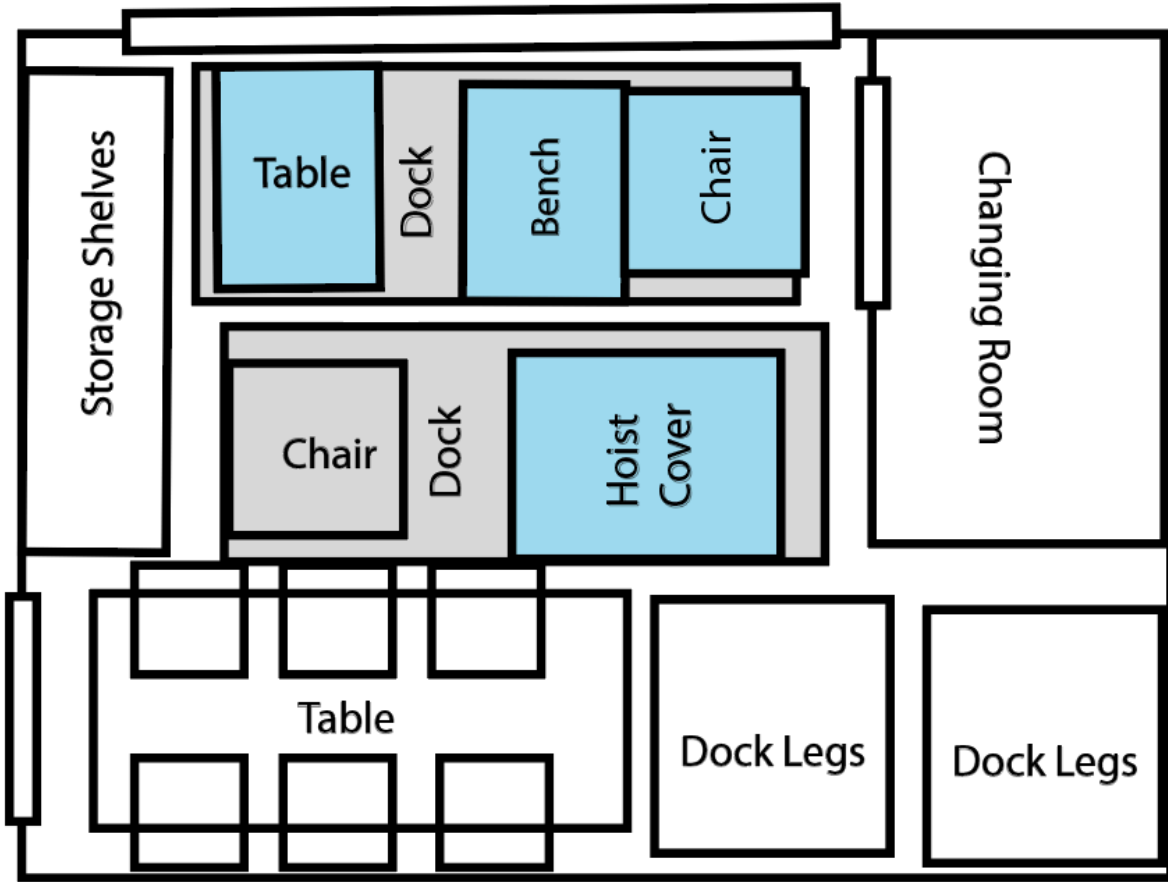 Storage Shelves
Table
Dock
Bench
Chair
Changing Room
Chair
Dock
Hoist
Cover
Table
Dock Legs
Dock Legs